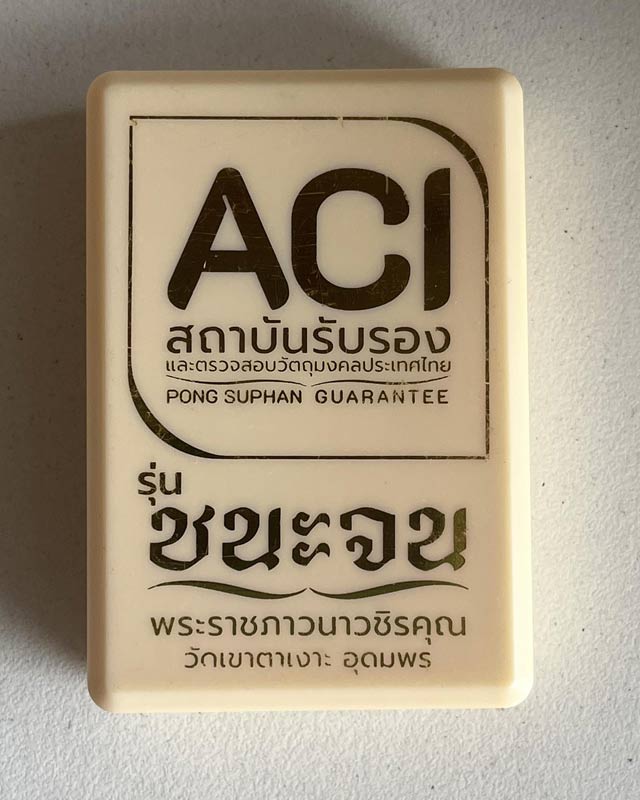 ACI
สถาบันรับรอง
และตรวจสอบวัตถุมงคลประเทศไทย
PONG SUPHAN GUARANTEE
รุ่น
ชนะจน
พระราชภาวนาวชิรคุณ
วัดเขาตาเงาะ อุดมพร